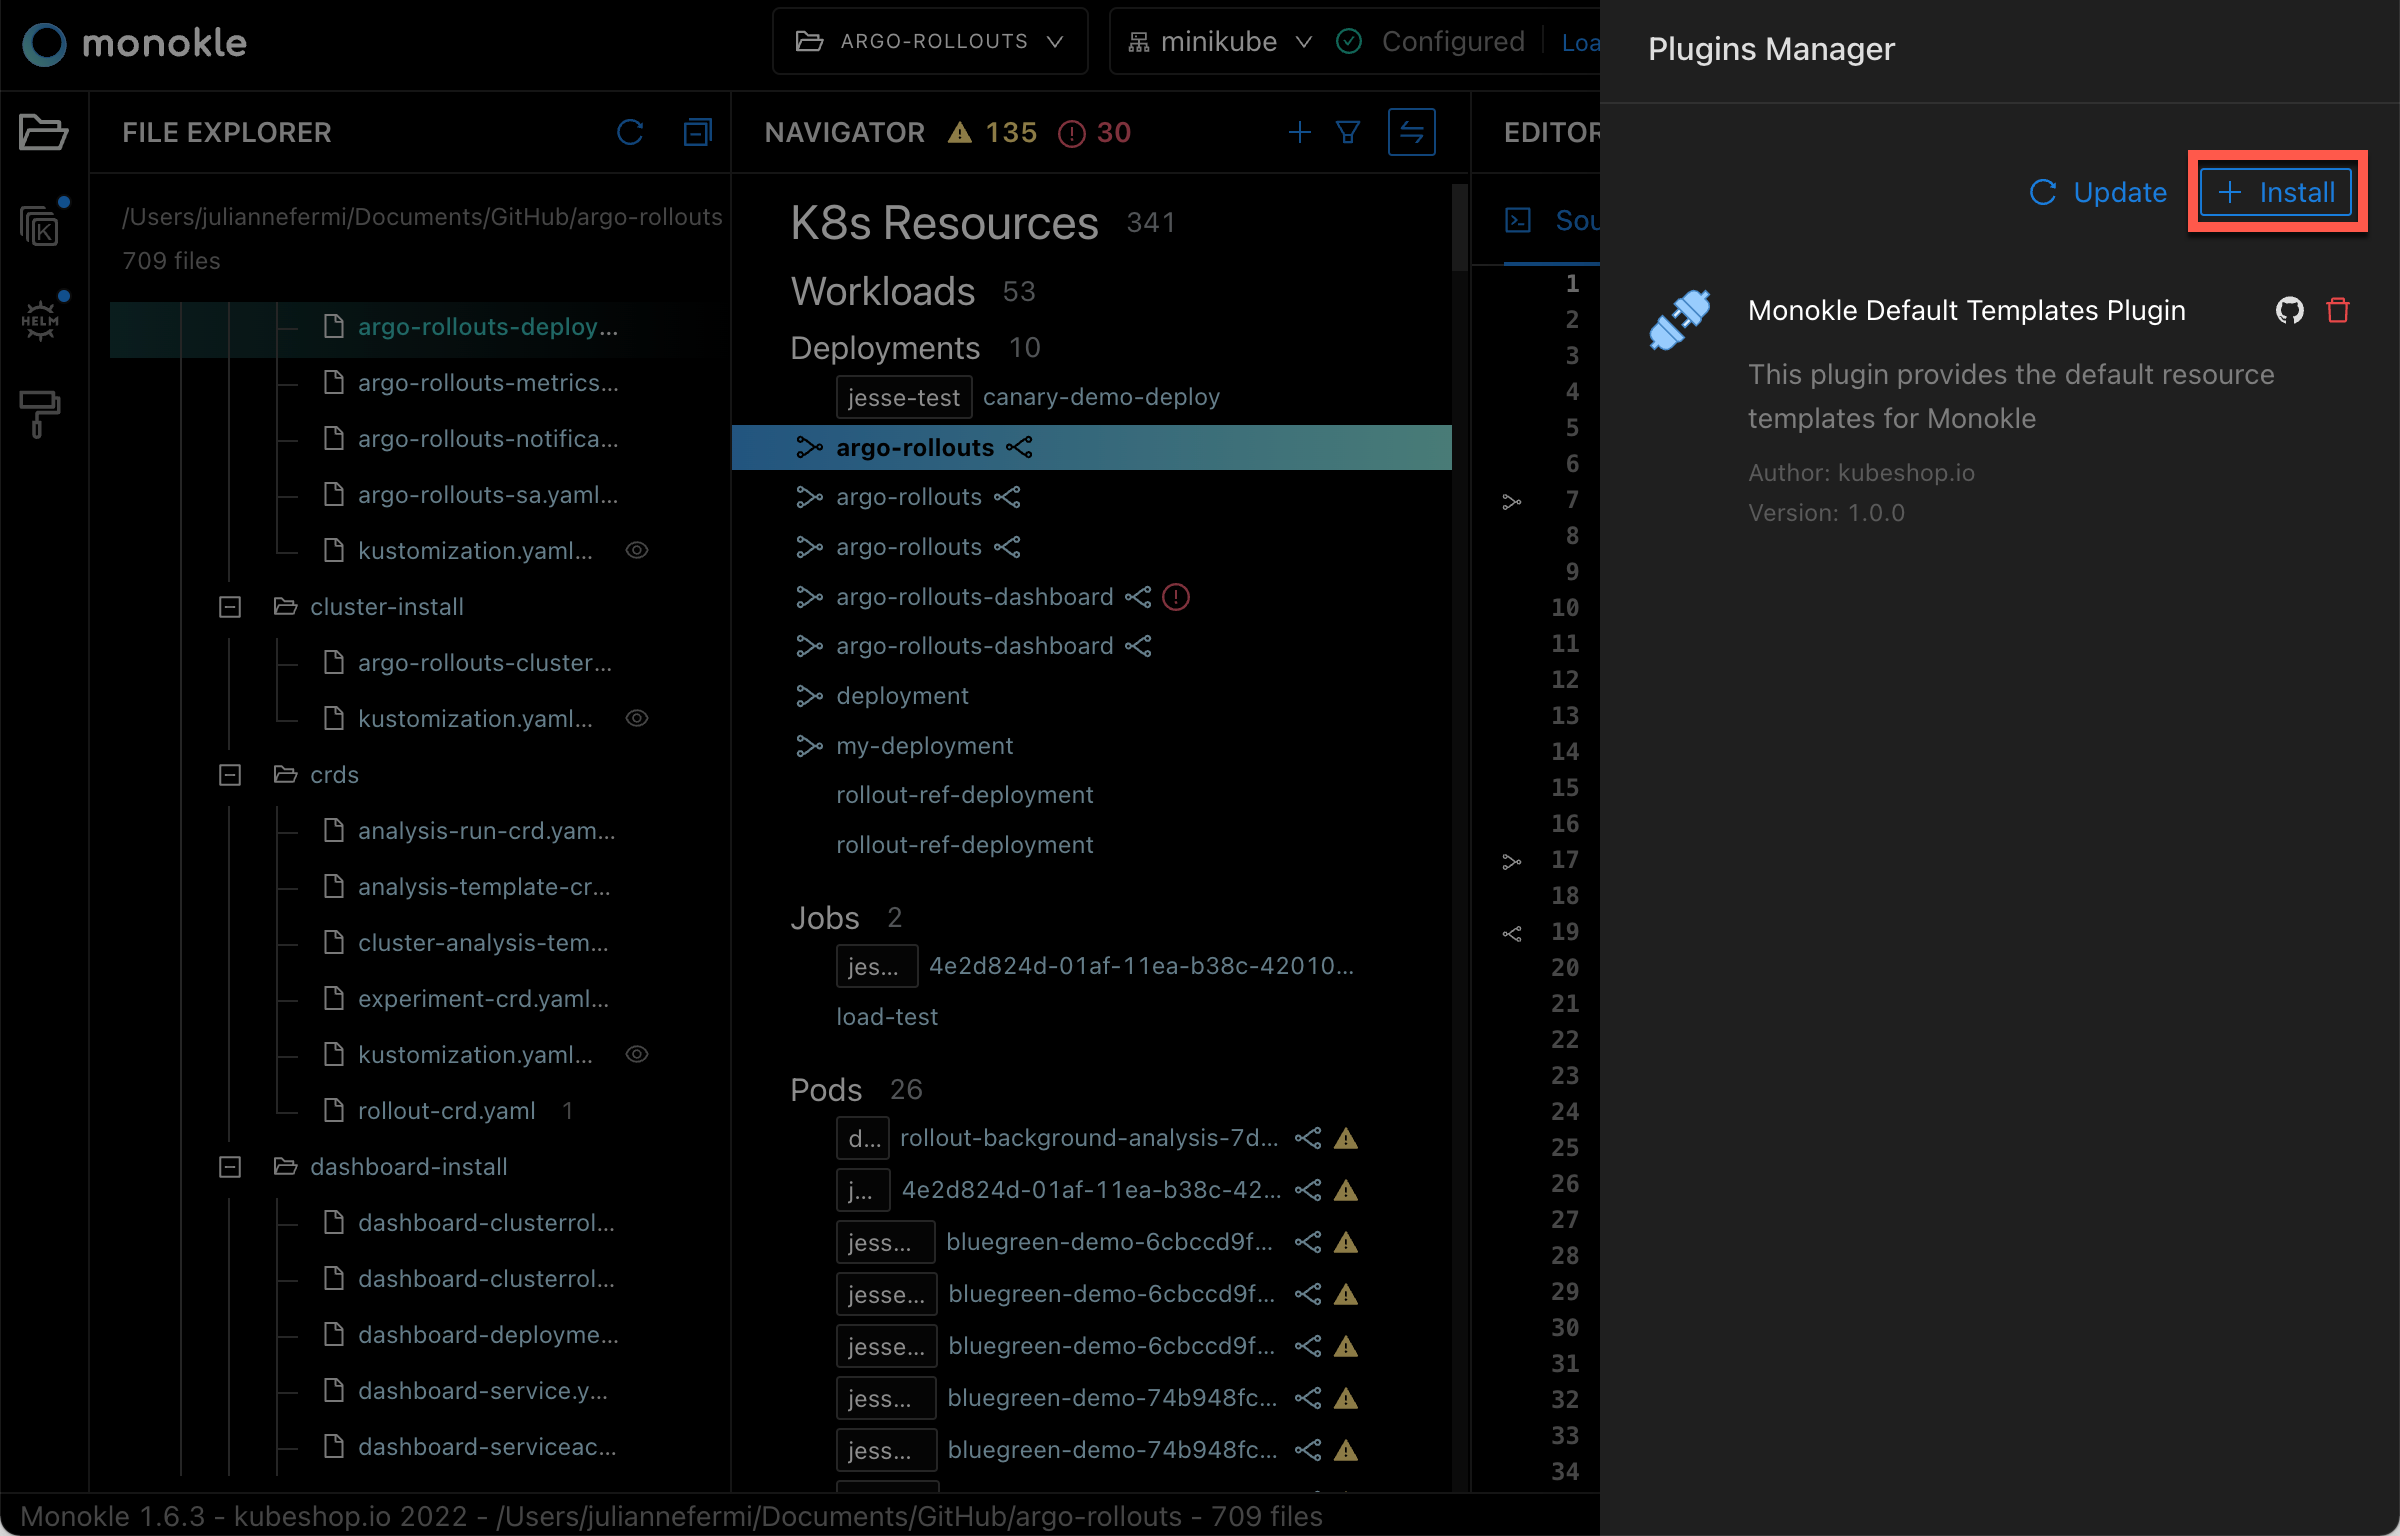 monokle
ARGO-ROLLOUTS
minikube
Configured
Loa
Plugins Manager
FILE EXPLORER
NAVIGATOR 135 30
EDITOR
/Users/juliannefermi/Documents/GitHub/argo-rollouts
709 files
argo-rollouts-deploy...
argo-rollouts-metrics...
argo-rollouts-notifica...
argo-rollouts-sa.yaml...
kustomization.yaml...
cluster-install
argo-rollouts-cluster...
kustomization.yaml...
crds
analysis-run-crd.yam...
analysis-template-cr...
cluster-analysis-tem...
experiment-crd.yaml...
kustomization.yaml...
rollout-crd.yaml 1
dashboard-install
dashboard-clusterrol...
dashboard-clusterrol...
dashboard-deployme...
dashboard-service.y...
dashboard-serviceac...
K
HELM
K8s Resources 341
Workloads 53
Deployments 10
jesse-test canary-demo-deploy
argo-rollouts
argo-rollouts
argo-rollouts
argo-rollouts-dashboard
argo-rollouts-dashboard
deployment
my-deployment
rollout-ref-deployment
rollout-ref-deployment
Jobs 2
jes... 4e2d824d-01af-11ea-b38c-42010...
load-test
Pods 26
d... rollout-background-analysis-7d...
j... 4e2d824d-01af-11ea-b38c-42...
jess... bluegreen-demo-6cbccd9f...
jesse... bluegreen-demo-6cbccd9f...
jesse... bluegreen-demo-6cbccd9f...
jess... bluegreen-demo-74b948fc...
jess... bluegreen-demo-74b948fc...
Sou
1
2
3
4
5
6
7
8
9
10
11
12
13
14
15
16
17
18
19
20
21
22
23
24
25
26
27
28
29
30
31
32
33
34
Update
Install
Monokle Default Templates Plugin
This plugin provides the default resource
templates for Monokle
Author: kubeshop.io
Version: 1.0.0
Monokle 1.6.3 - kubeshop.io 2022 - /Users/juliannefermi/Documents/GitHub/argo-rollouts - 709 files